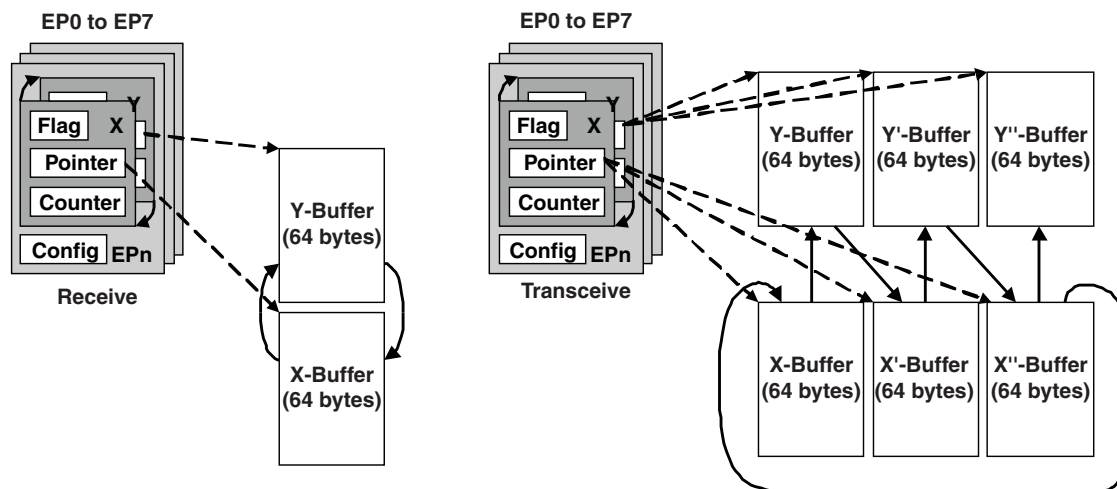 EP0 to EP7
Y
X
Flag
Pointer
Counter
Config
EPn
Receive
Y-Buffer
(64 bytes)
X-Buffer
(64 bytes)
EP0 to EP7
Y
X
Flag
Pointer
Counter
Config
EPn
Transceive
Y-Buffer
(64 bytes)
Y'-Buffer
(64 bytes)
Y''-Buffer
(64 bytes)
X-Buffer
(64 bytes)
X'-Buffer
(64 bytes)
X''-Buffer
(64 bytes)